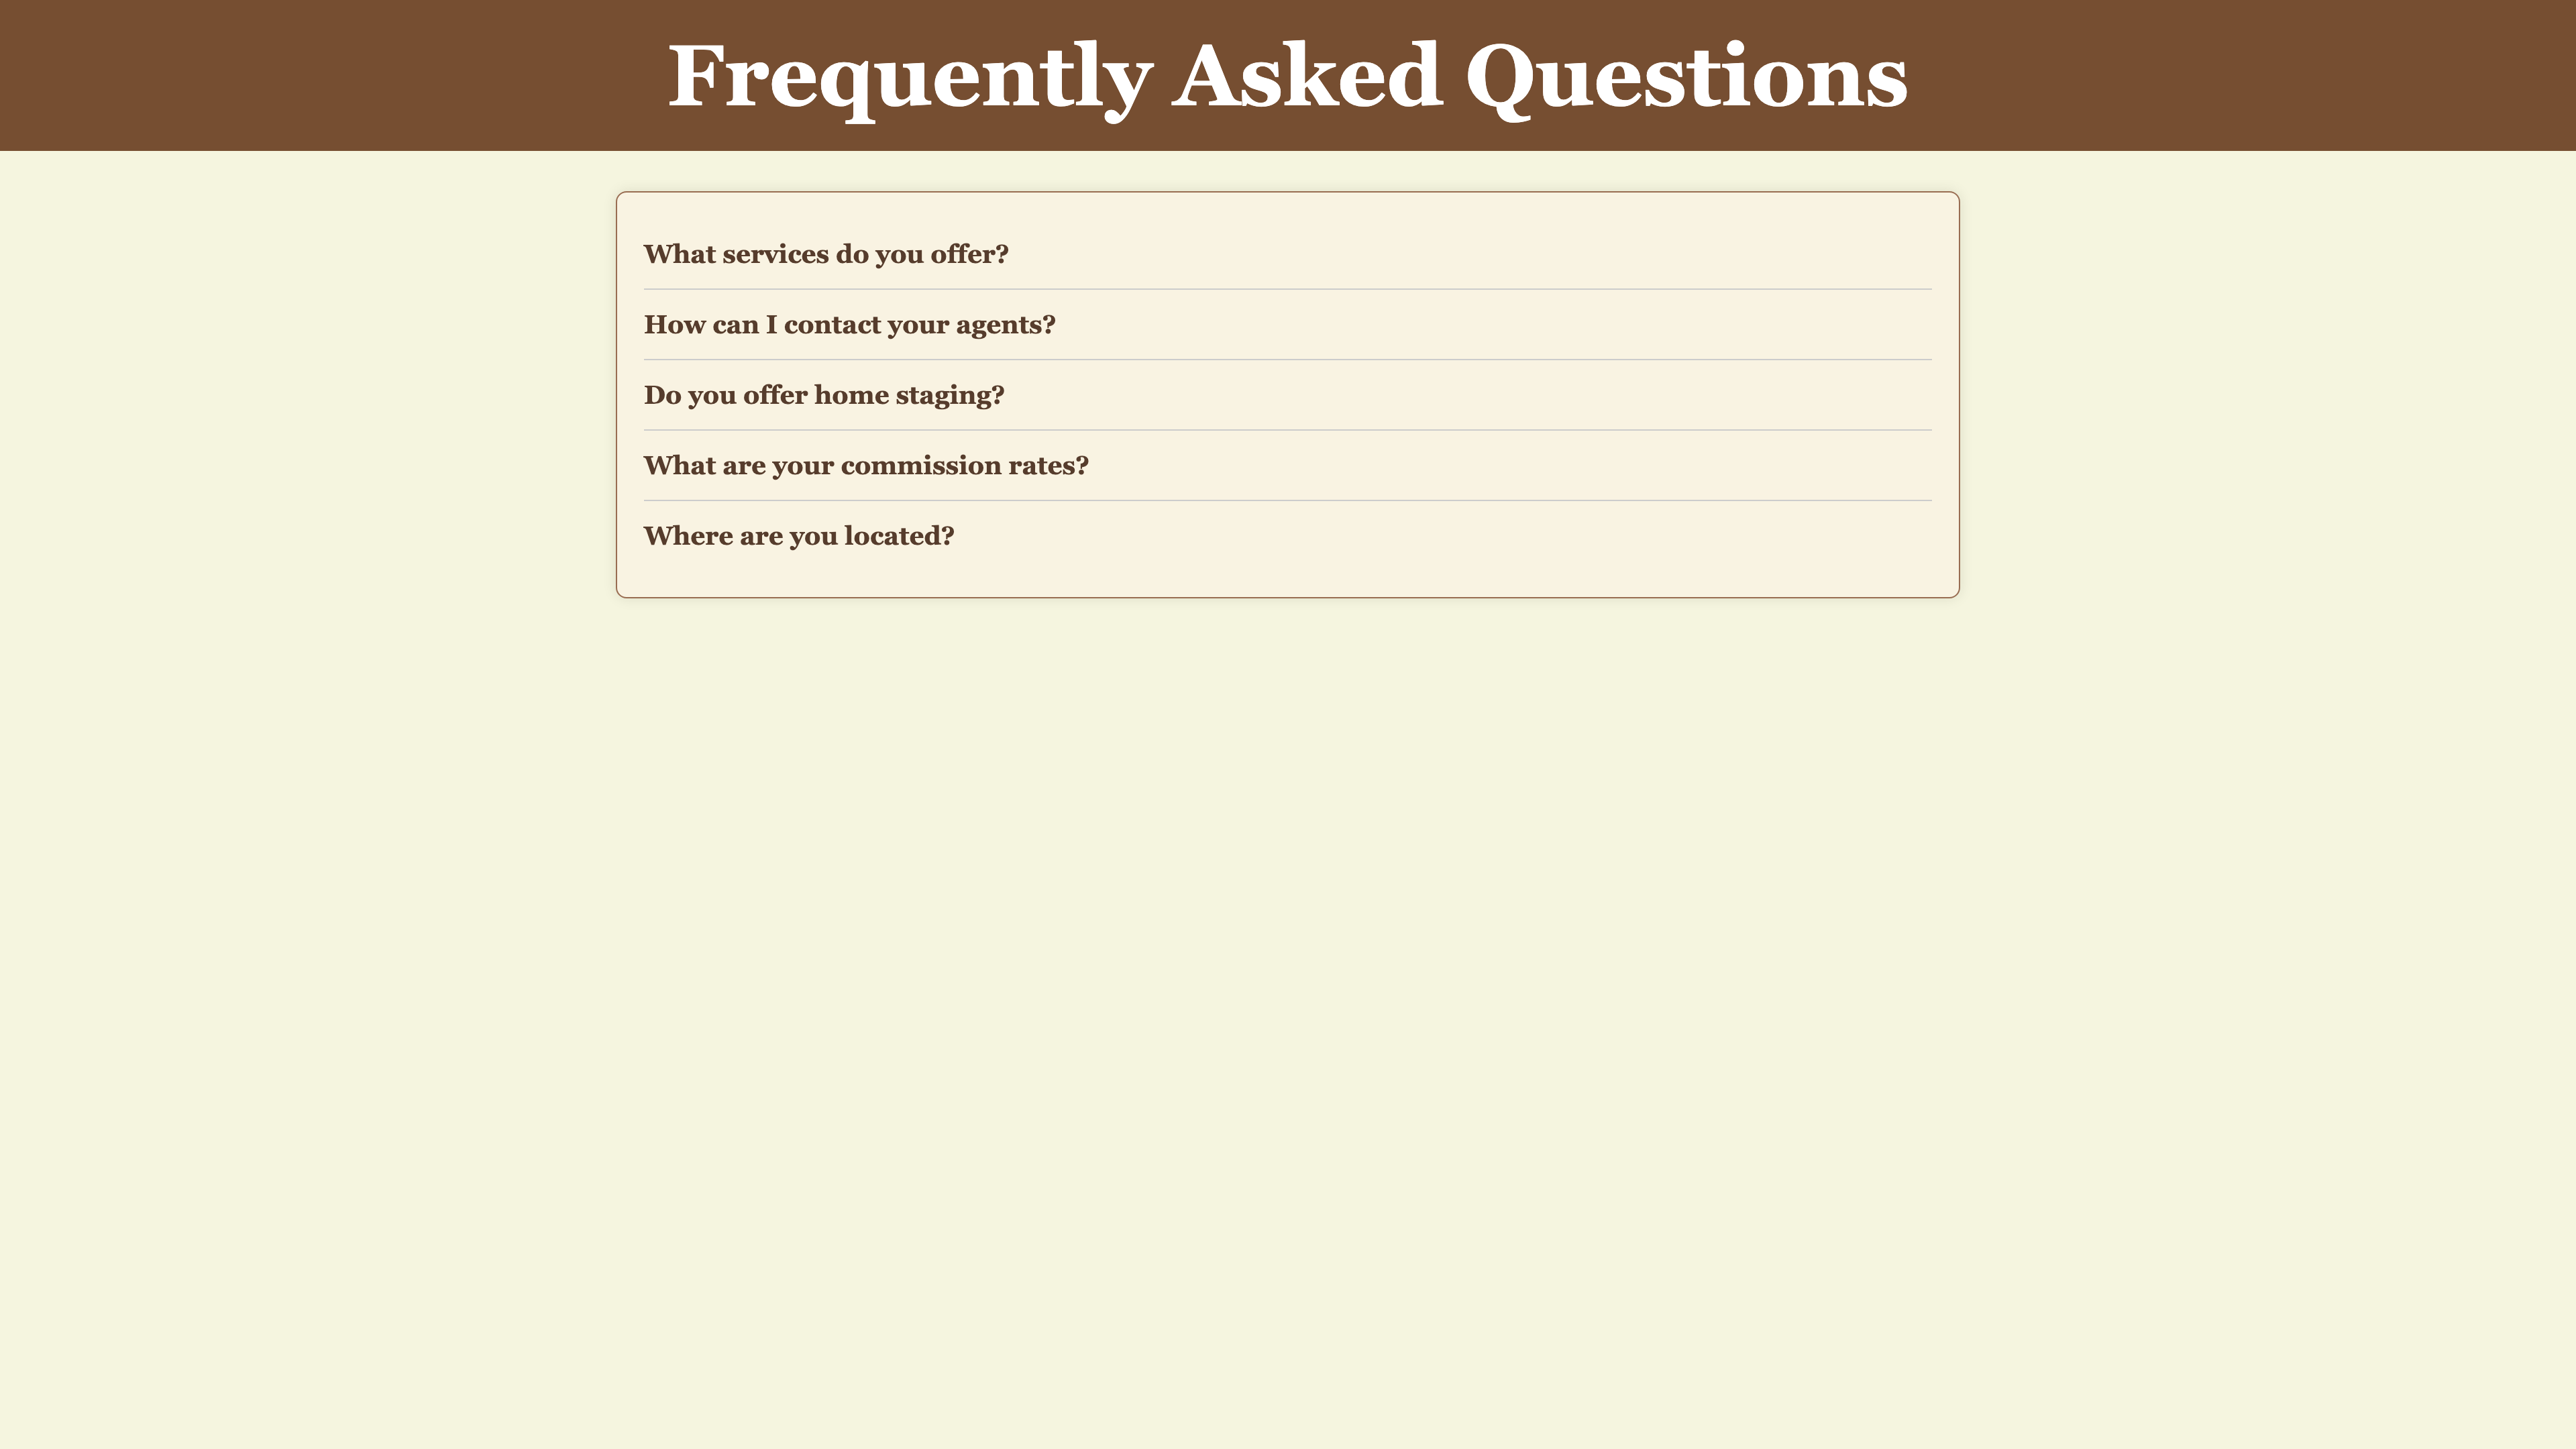 Frequently Asked Questions
What services do you offer?
How can I contact your agents?
Do you offer home staging?
What are your commission rates?
Where are you located?